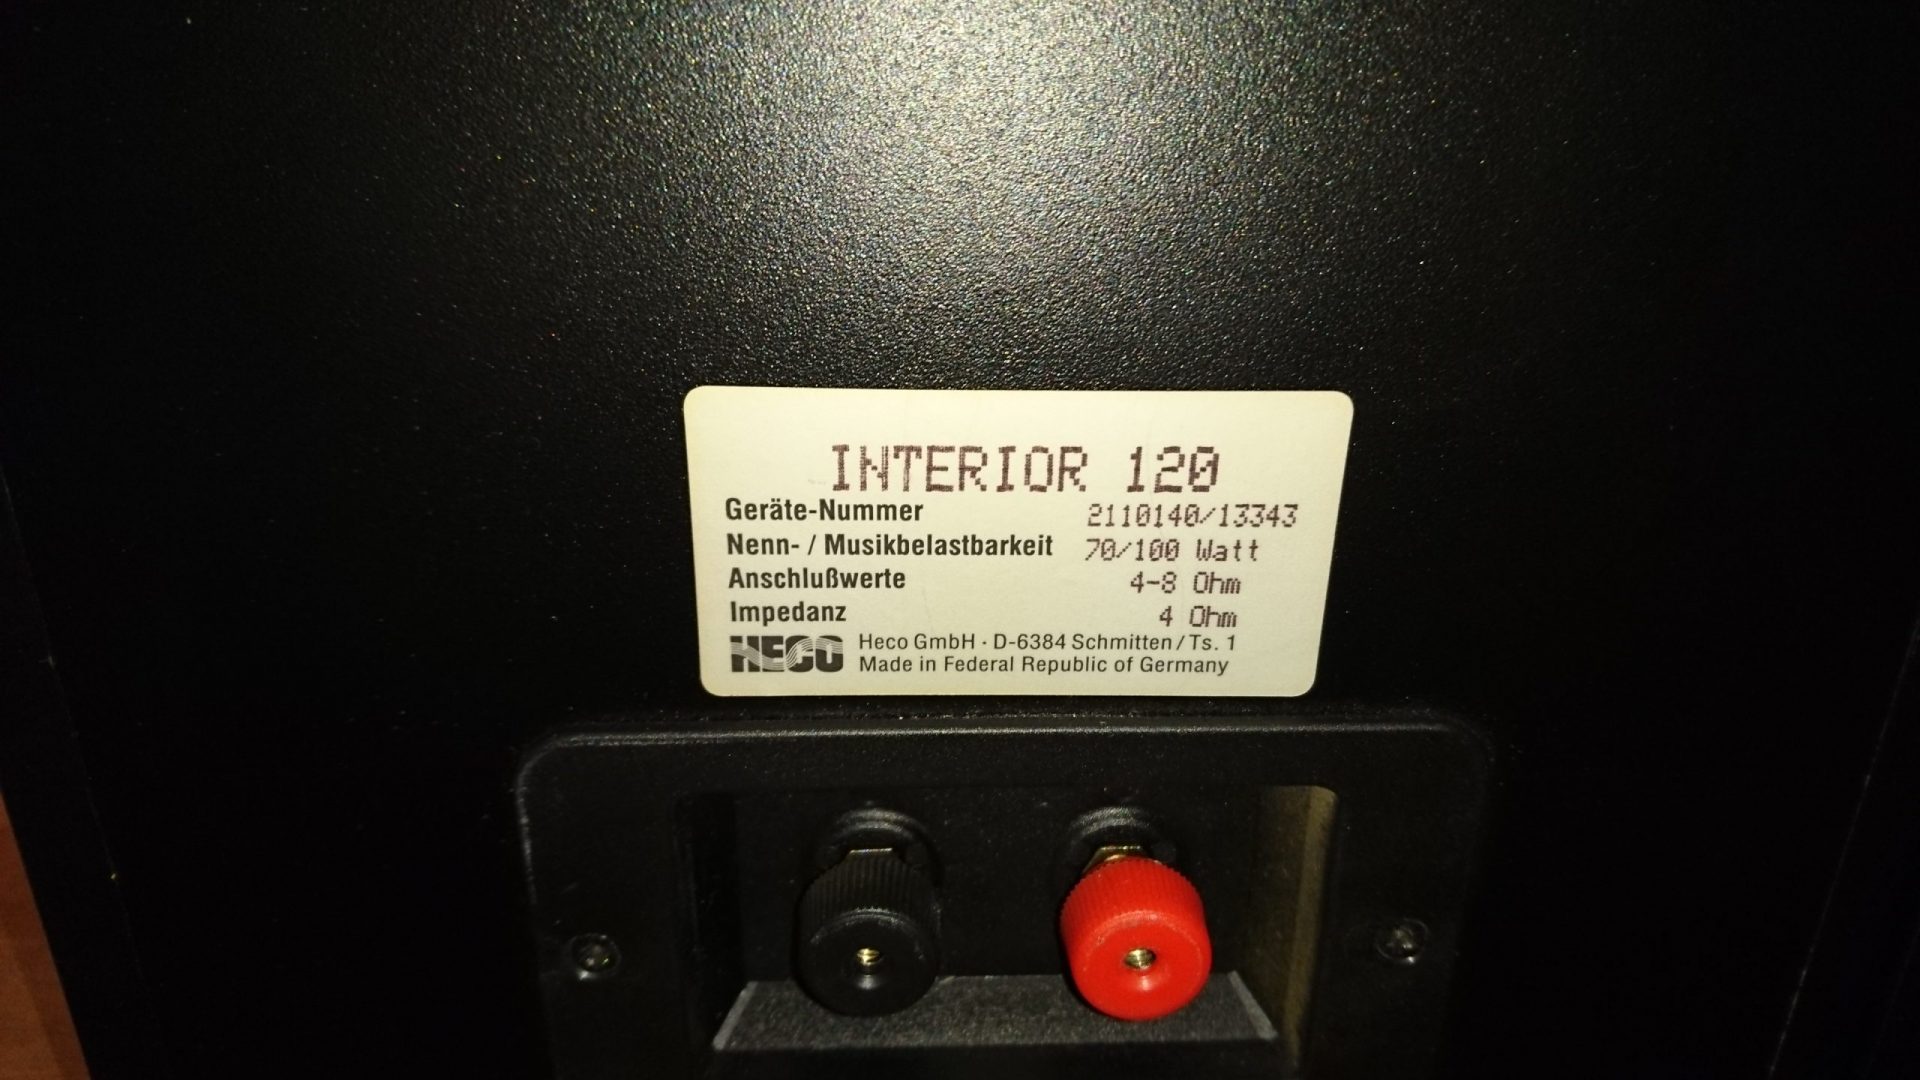 INTERIOR 120
Geräte-Nummer 2110140/13343
Nenn- / Musikbelastbarkeit 70/100 Watt
Anschlußwerte 4-8 Ohm
Impedanz 4 Ohm
HECO Heco GmbH · D-6384 Schmitten / Ts. 1
Made in Federal Republic of Germany